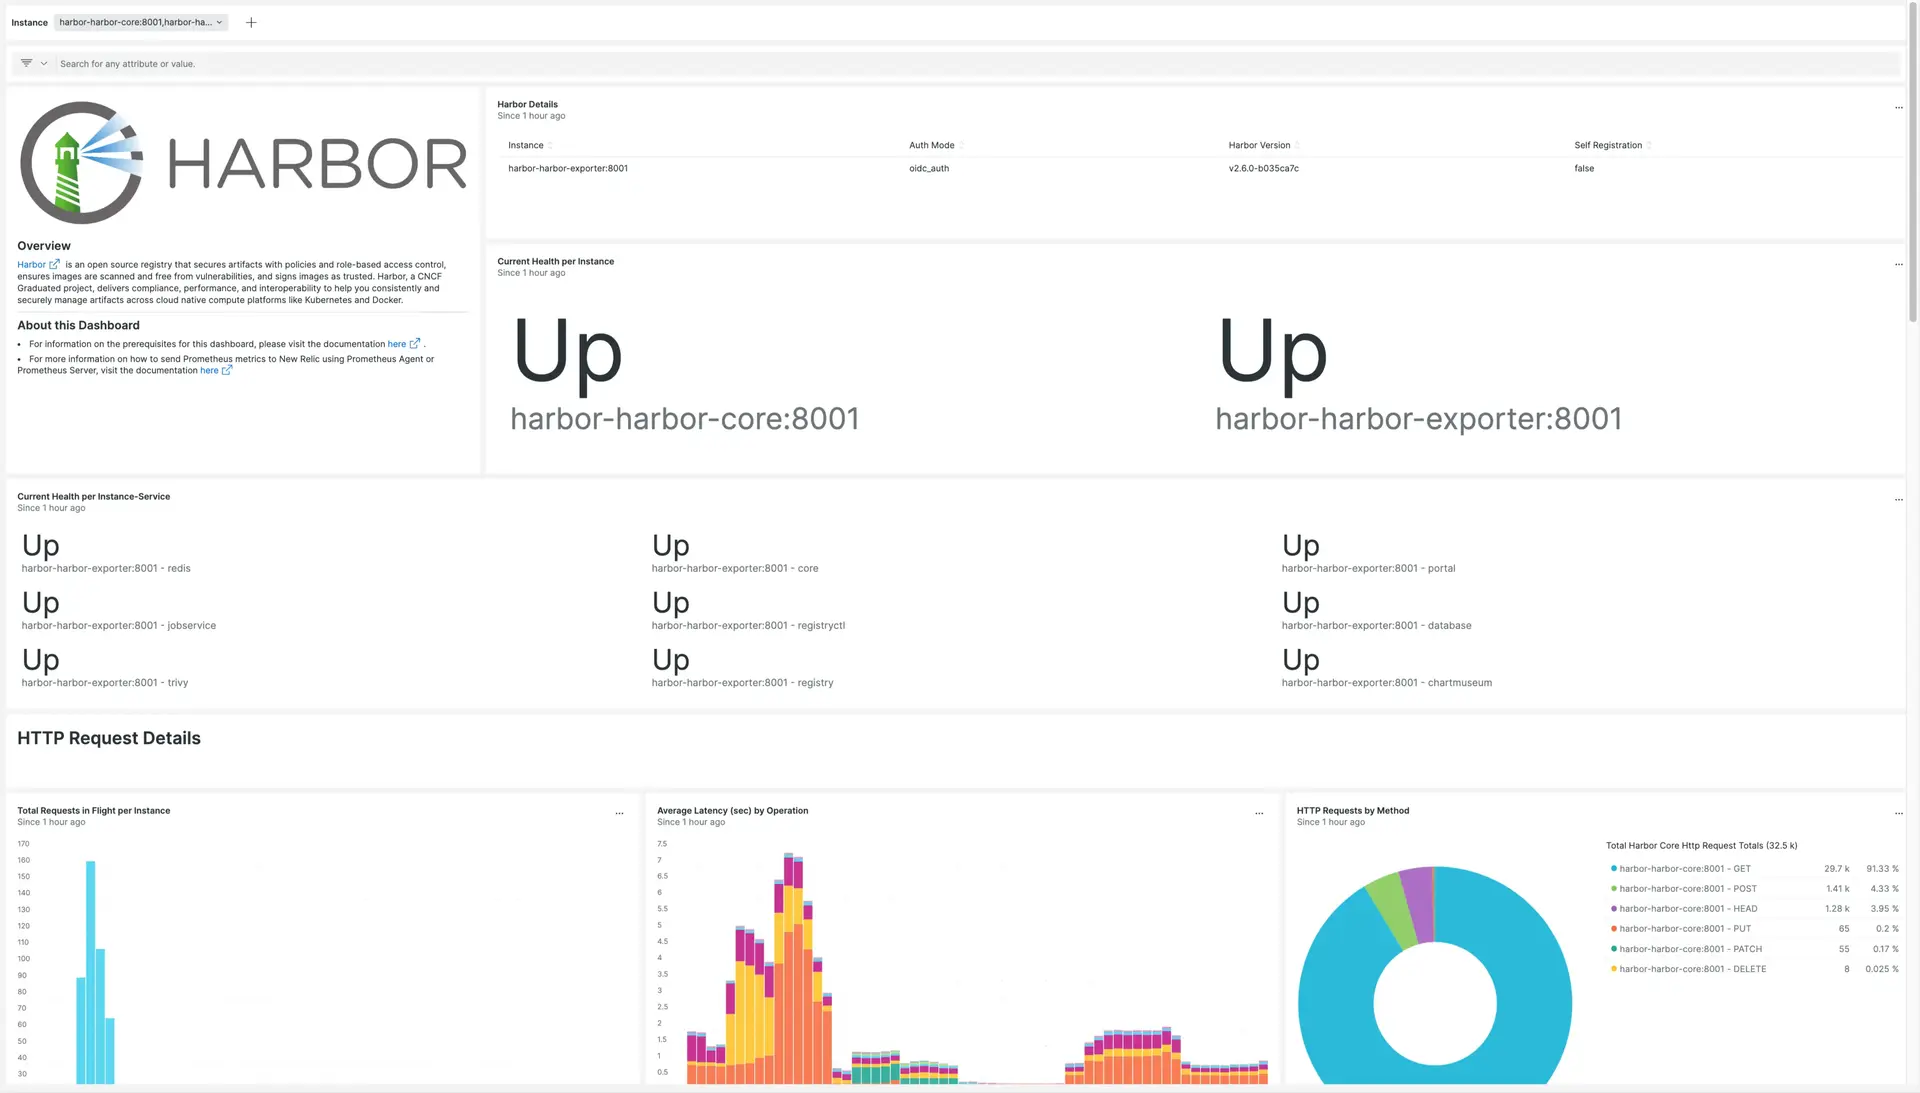 Instance harbor-harbor-core:8001,harbor-ha...
Search for any attribute or value.
HARBOR
Overview
Harbor is an open source registry that secures artifacts with policies and role-based access control,
ensures images are scanned and free from vulnerabilities, and signs images as trusted. Harbor, a CNCF
Graduated project, delivers compliance, performance, and interoperability to help you consistently and
securely manage artifacts across cloud native compute platforms like Kubernetes and Docker.
About this Dashboard
• For information on the prerequisites for this dashboard, please visit the documentation here .
• For more information on how to send Prometheus metrics to New Relic using Prometheus Agent or
Prometheus Server, visit the documentation here
Harbor Details
Since 1 hour ago
Instance Auth Mode Harbor Version Self Registration
harbor-harbor-exporter:8001 oidc_auth v2.6.0-b035ca7c false
Current Health per Instance
Since 1 hour ago
Up
harbor-harbor-core:8001
Up
harbor-harbor-exporter:8001
Current Health per Instance-Service
Since 1 hour ago
Up
harbor-harbor-exporter:8001 - redis
Up
harbor-harbor-exporter:8001 - core
Up
harbor-harbor-exporter:8001 - portal
Up
harbor-harbor-exporter:8001 - jobservice
Up
harbor-harbor-exporter:8001 - registryctl
Up
harbor-harbor-exporter:8001 - database
Up
harbor-harbor-exporter:8001 - trivy
Up
harbor-harbor-exporter:8001 - registry
Up
harbor-harbor-exporter:8001 - chartmuseum
HTTP Request Details
Total Requests in Flight per Instance
Since 1 hour ago
170
160
150
140
130
120
110
100
90
80
70
60
50
40
30
Average Latency (sec) by Operation
Since 1 hour ago
7.5
7
6.5
6
5.5
5
4.5
4
3.5
3
2.5
2
1.5
1
0.5
HTTP Requests by Method
Since 1 hour ago
Total Harbor Core Http Request Totals (32.5 k)
harbor-harbor-core:8001 - GET 29.7 k 91.33 %
harbor-harbor-core:8001 - POST 1.41 k 4.33 %
harbor-harbor-core:8001 - HEAD 1.28 k 3.95 %
harbor-harbor-core:8001 - PUT 65 0.2 %
harbor-harbor-core:8001 - PATCH 55 0.17 %
harbor-harbor-core:8001 - DELETE 8 0.025 %